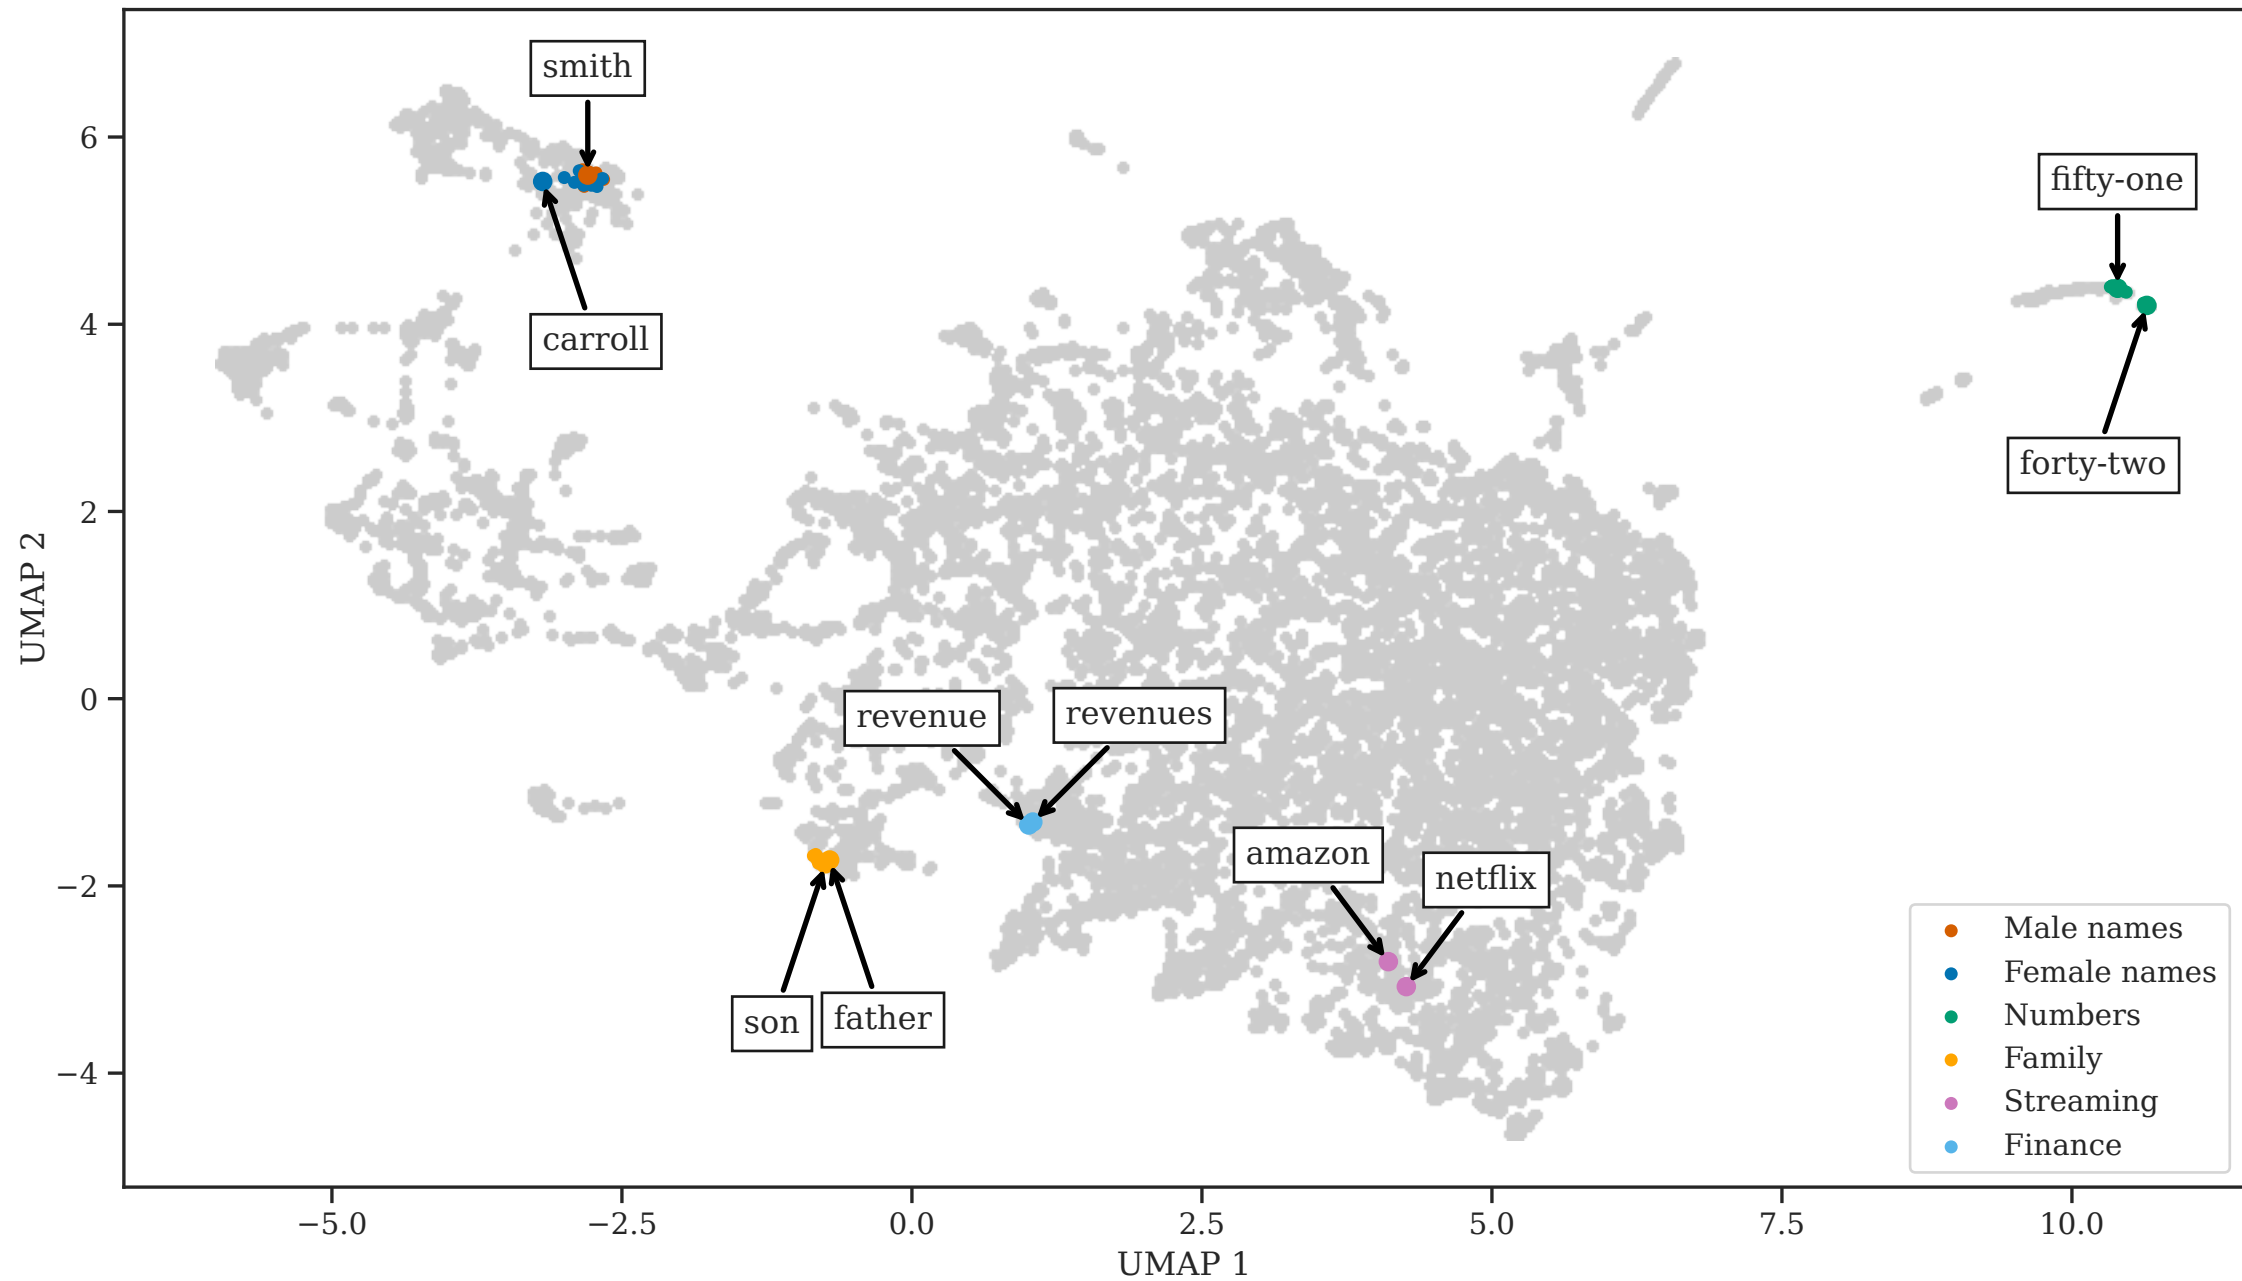 smith
carroll
fifty-one
forty-two
revenue
revenues
amazon
netflix
son
father
6
4
2
0
−2
−4
UMAP 2
−5.0
−2.5
0.0
2.5
5.0
7.5
10.0
UMAP 1
Male names
Female names
Numbers
Family
Streaming
Finance